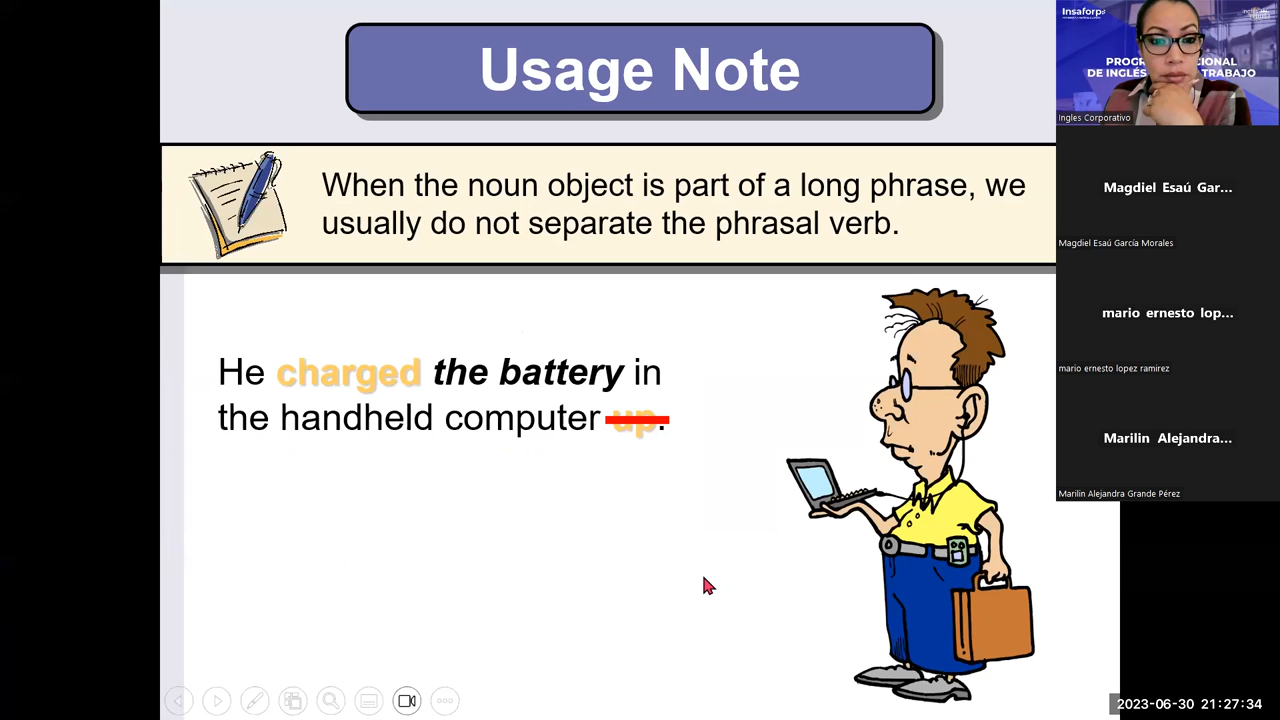 Usage Note
When the noun object is part of a long phrase, we
usually do not separate the phrasal verb.
He charged the battery in
the handheld computer up.
Insaforp
PROG
CIONAL
DE INGLÉS
TRABAJO
Ingles Corporativo
Magdiel Esaú Gar...
Magdiel Esaú García Morales
mario ernesto lop...
mario ernesto lopez ramirez
Marilin Alejandra...
Marilin Alejandra Grande Pérez
2023-06-30 21:27:34